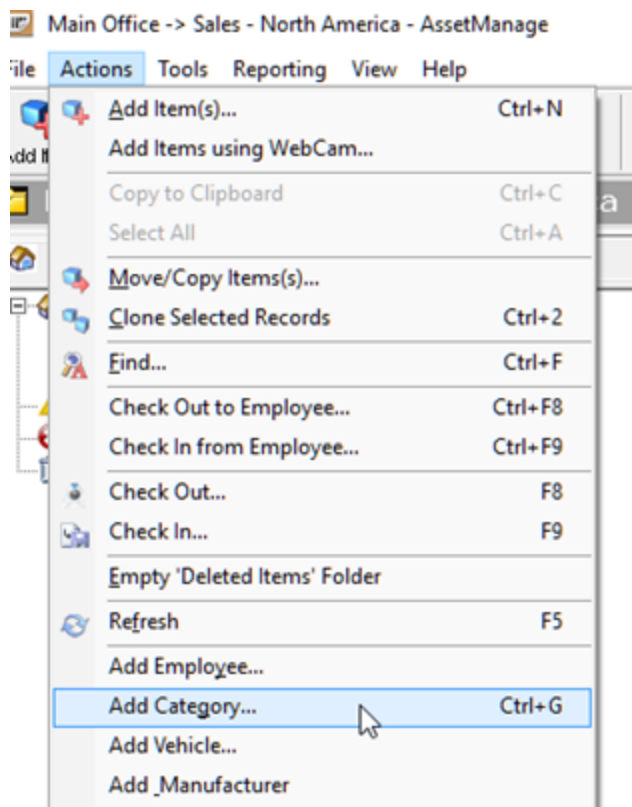 Main Office -> Sales - North America - AssetManage
File Actions Tools Reporting View Help
Add Item(s)... Ctrl+N
Add Items using WebCam...
Copy to Clipboard Ctrl+C
Select All Ctrl+A
Move/Copy Items(s)...
Clone Selected Records Ctrl+2
Find... Ctrl+F
Check Out to Employee... Ctrl+F8
Check In from Employee... Ctrl+F9
Check Out... F8
Check In... F9
Empty 'Deleted Items' Folder
Refresh F5
Add Employee...
Add Category... Ctrl+G
Add Vehicle...
Add _Manufacturer